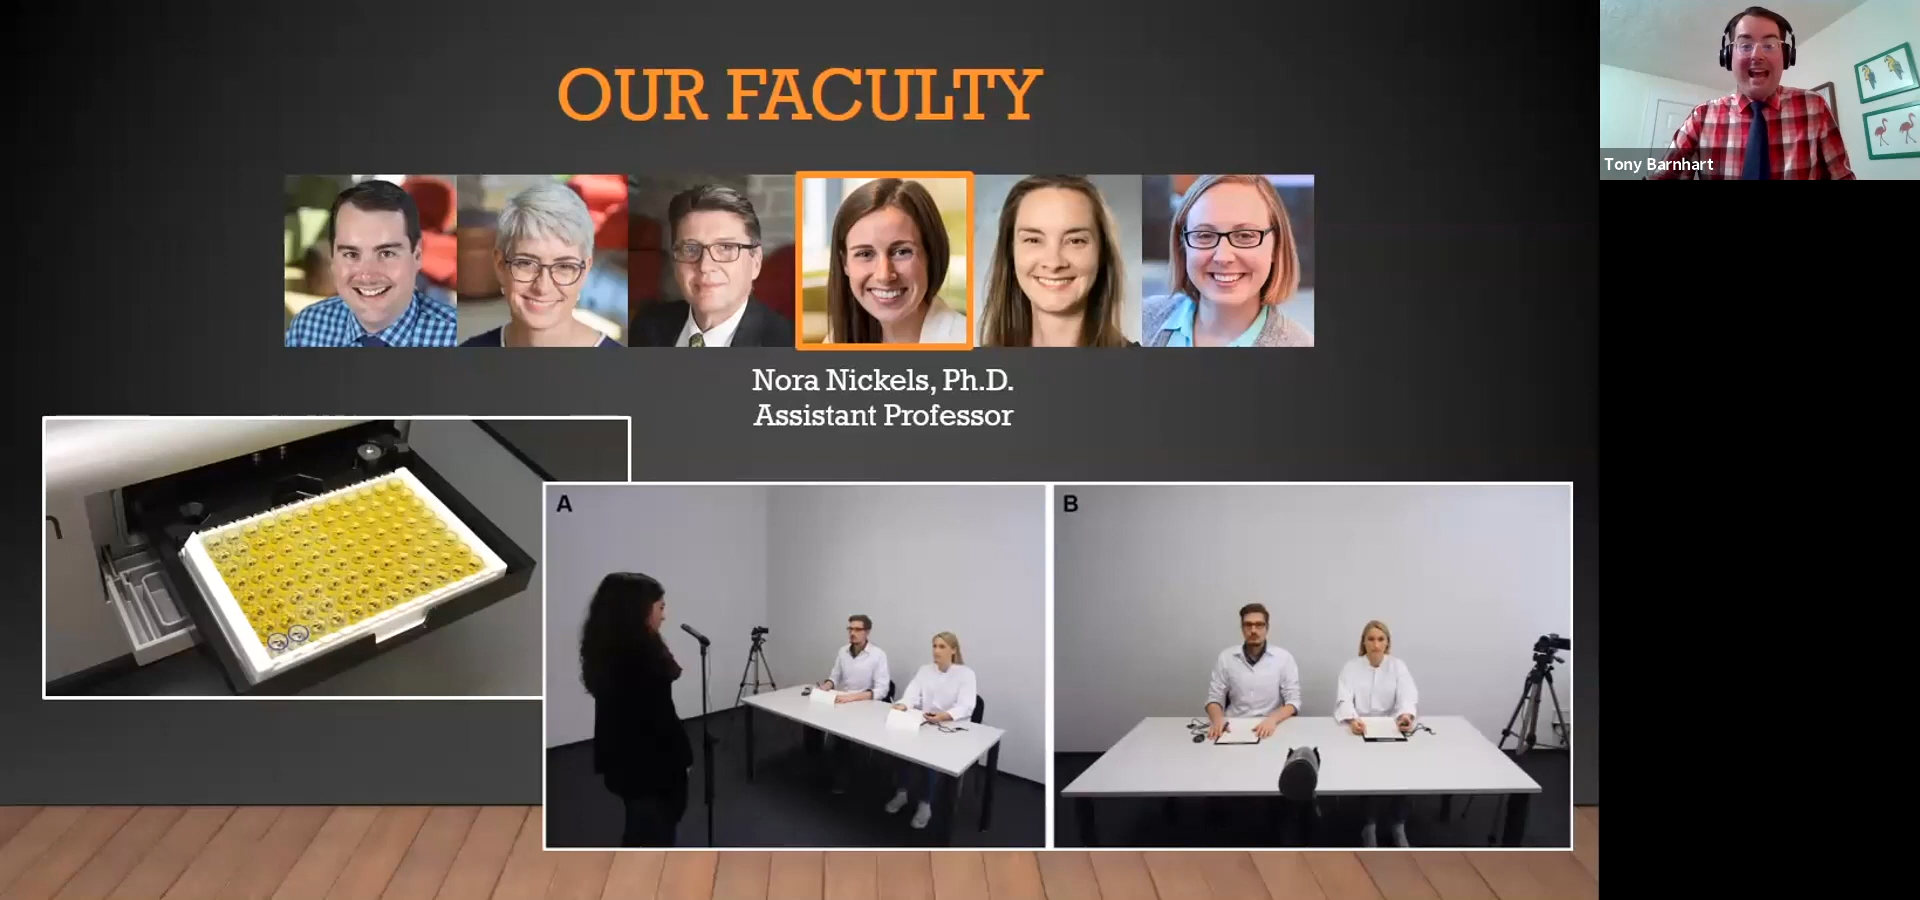 OUR FACULTY
Tony Barnhart
Nora Nickels, Ph.D.
Assistant Professor
A
B